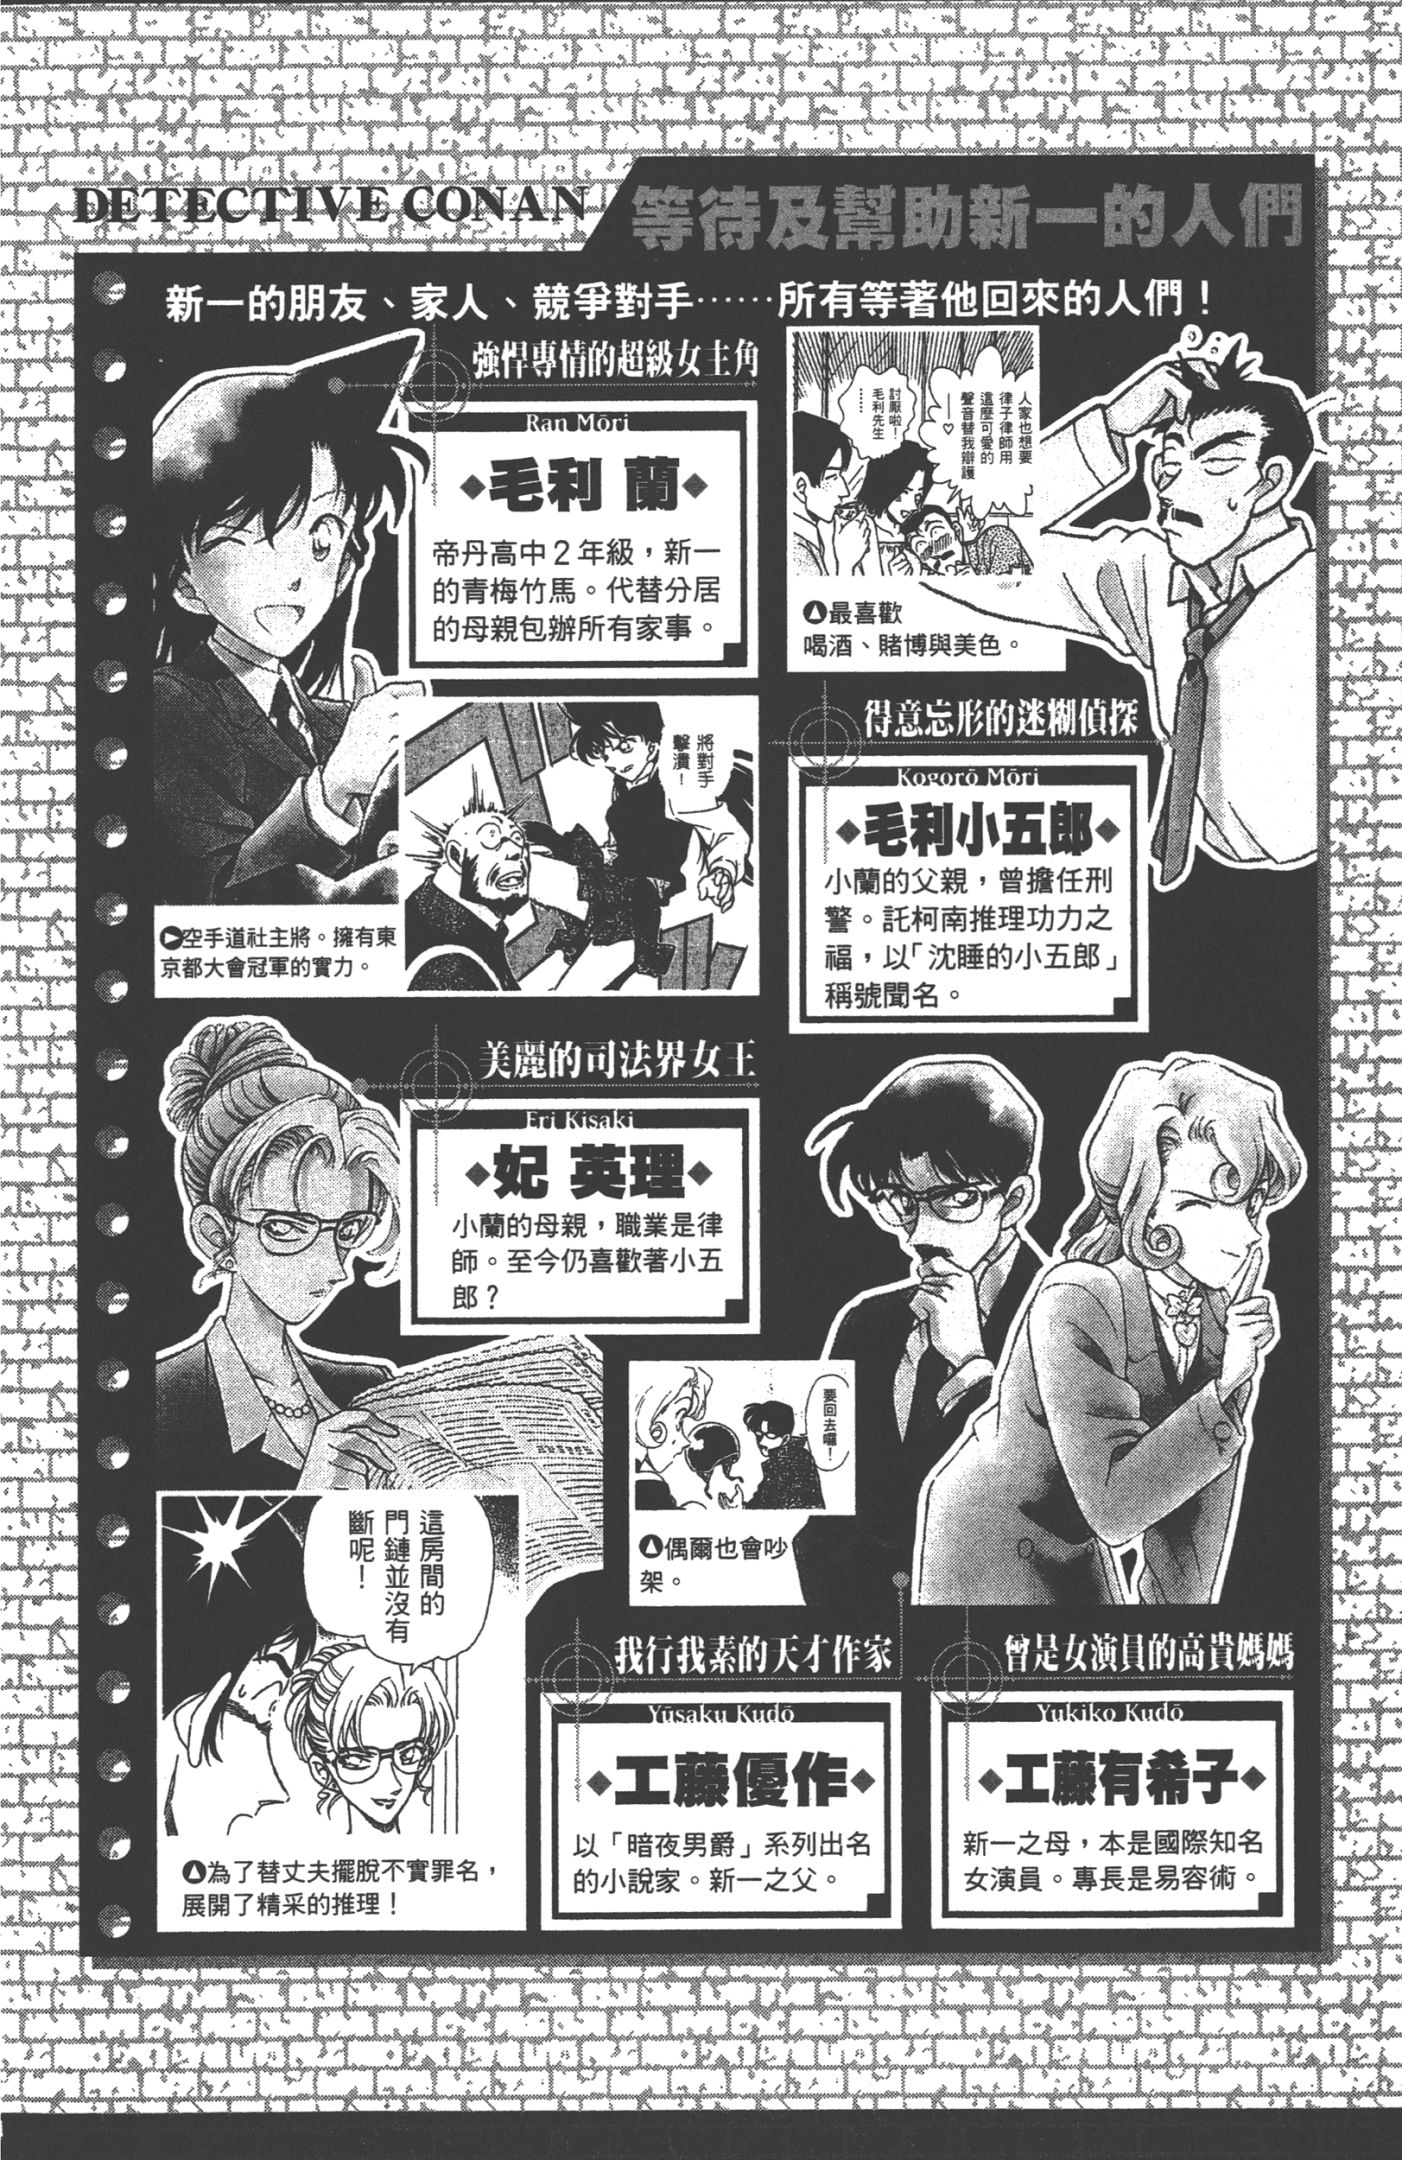 DETECTIVE CONAN
等待及幫助新一的人們
新一的朋友、家人、競爭對手……所有等著他回來的人們！
強悍專情的超級女主角
Ran Mōri
毛利 蘭
帝丹高中2年級，新一
的青梅竹馬。代替分居
的母親包辦所有家事。
將對手
擊潰！
空手道社主將。擁有東
京都大會冠軍的實力。
人家也想要
律子律師用
這麼可愛的
聲音替我辯護
——♡
討厭啦！
毛利先生
……
最喜歡
喝酒、賭博與美色。
得意忘形的迷糊偵探
Kogorō Mōri
毛利小五郎
小蘭的父親，曾擔任刑
警。託柯南推理功力之
福，以「沈睡的小五郎」
稱號聞名。
美麗的司法界女王
Eri Kisaki
妃 英理
小蘭的母親，職業是律
師。至今仍喜歡著小五
郎？
這房間的
門鏈並沒有
斷呢！
為了替丈夫擺脫不實罪名，
展開了精采的推理！
要回去囉！
偶爾也會吵
架。
我行我素的天才作家
Yūsaku Kudō
工藤優作
以「暗夜男爵」系列出名
的小說家。新一之父。
曾是女演員的高貴媽媽
Yukiko Kudō
工藤有希子
新一之母，本是國際知名
女演員。專長是易容術。